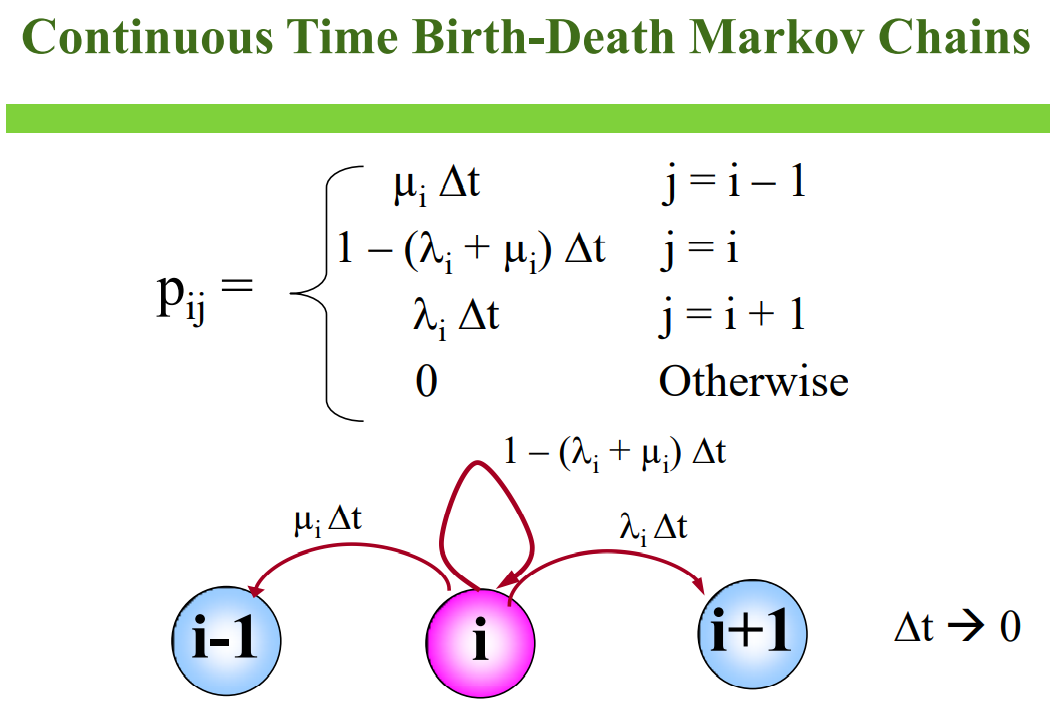 Continuous Time Birth-Death Markov Chains
μᵢ Δt j = i – 1
1 – (λᵢ + μᵢ) Δt j = i
pᵢⱼ =
λᵢ Δt j = i + 1
0 Otherwise
1 – (λᵢ + μᵢ) Δt
μᵢ Δt λᵢ Δt
i-1 i i+1 Δt → 0